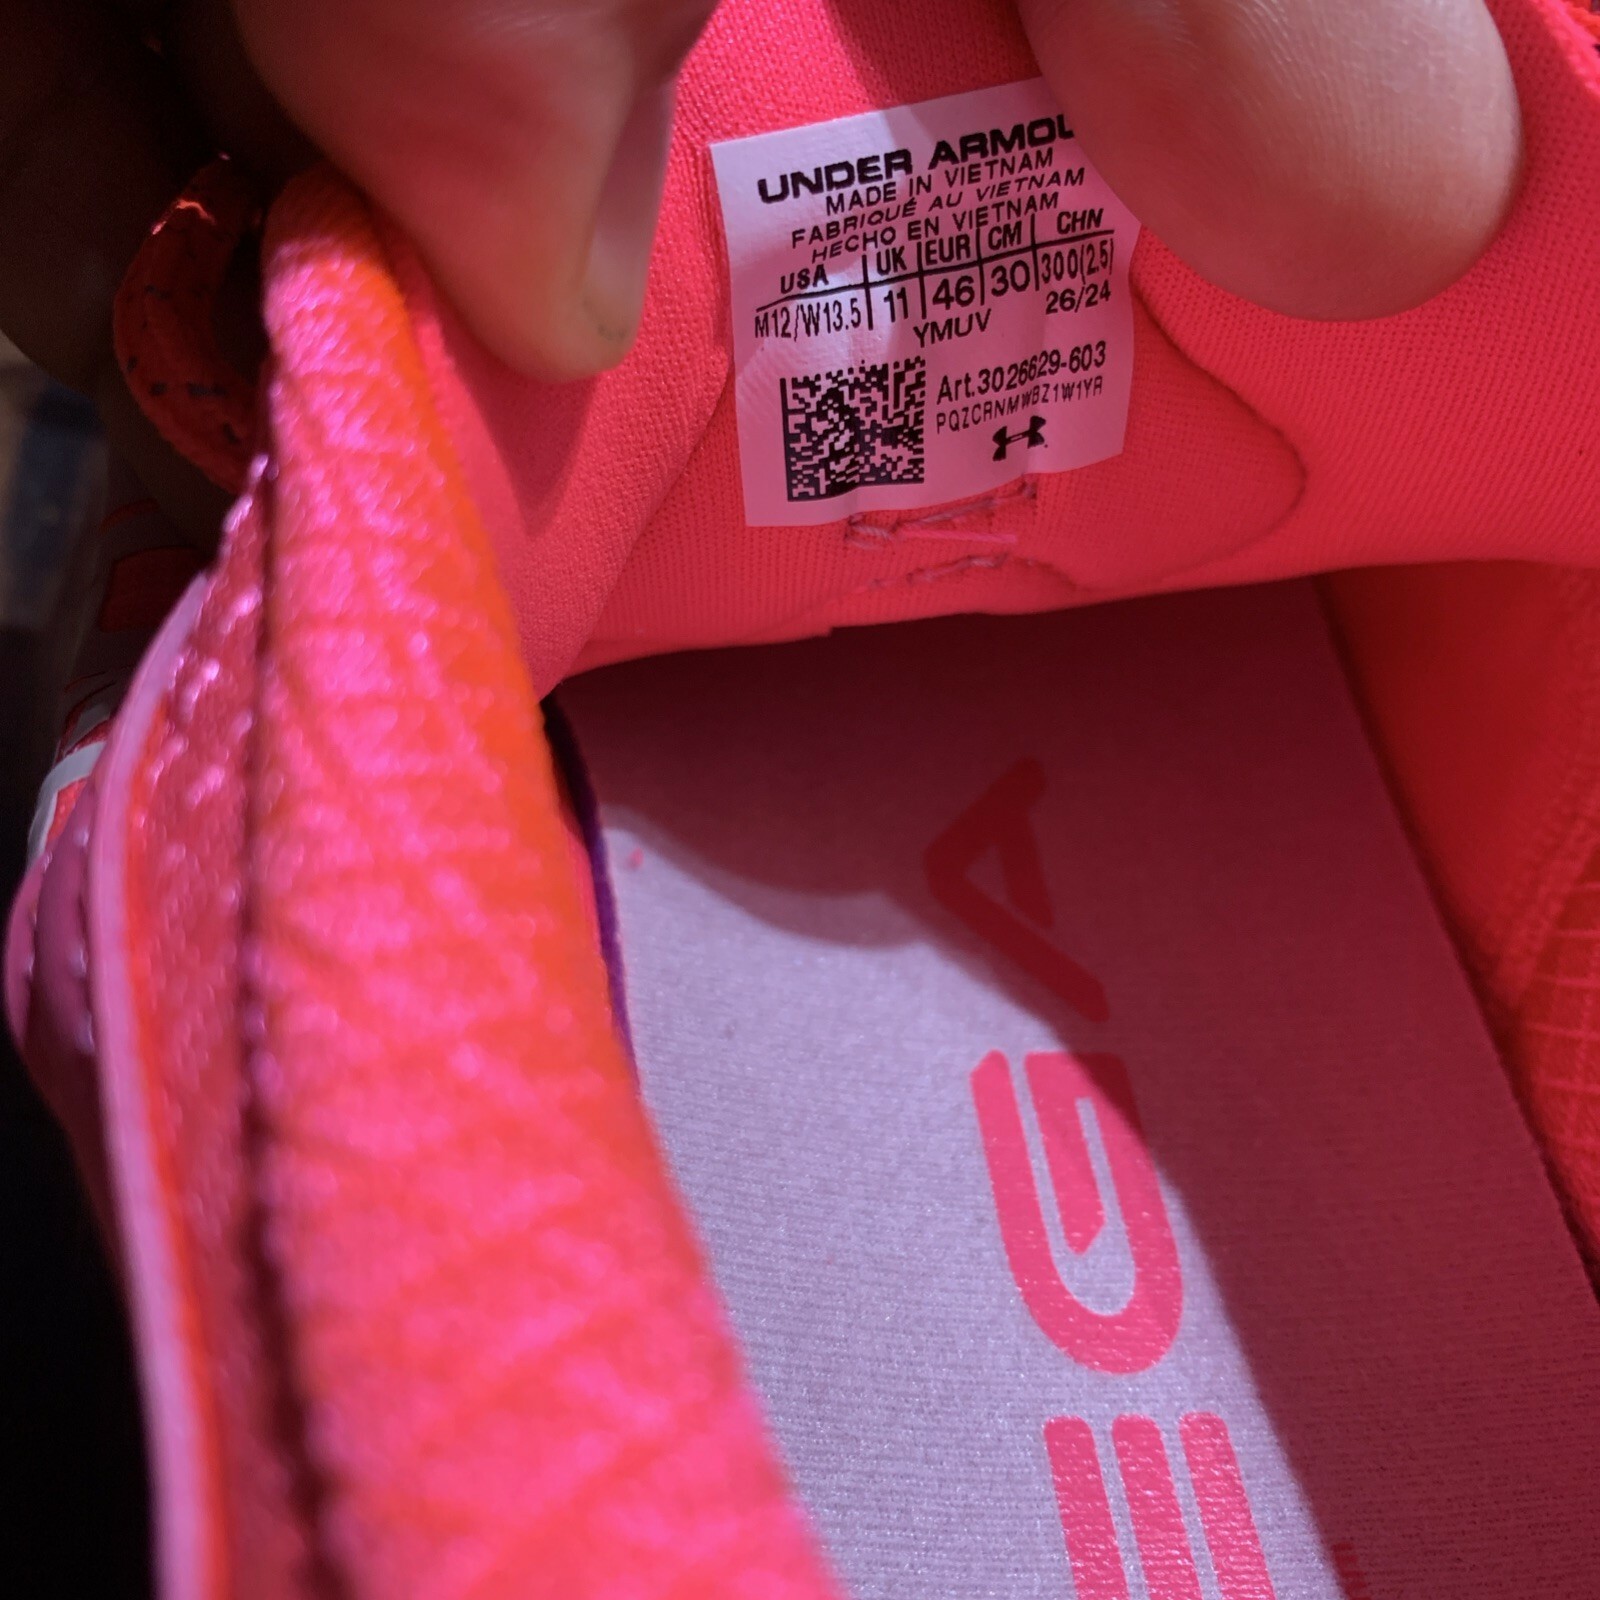 UNDER ARMOU
MADE IN VIETNAM
FABRIQUÉ AU VIETNAM
HECHO EN VIETNAM
USA UK EUR CM CHN
M12/W13.5 11 46 30 300(2.5)
YMUV 26/24
Art.3026629-603
PQZCRNMWBZ1W1YR